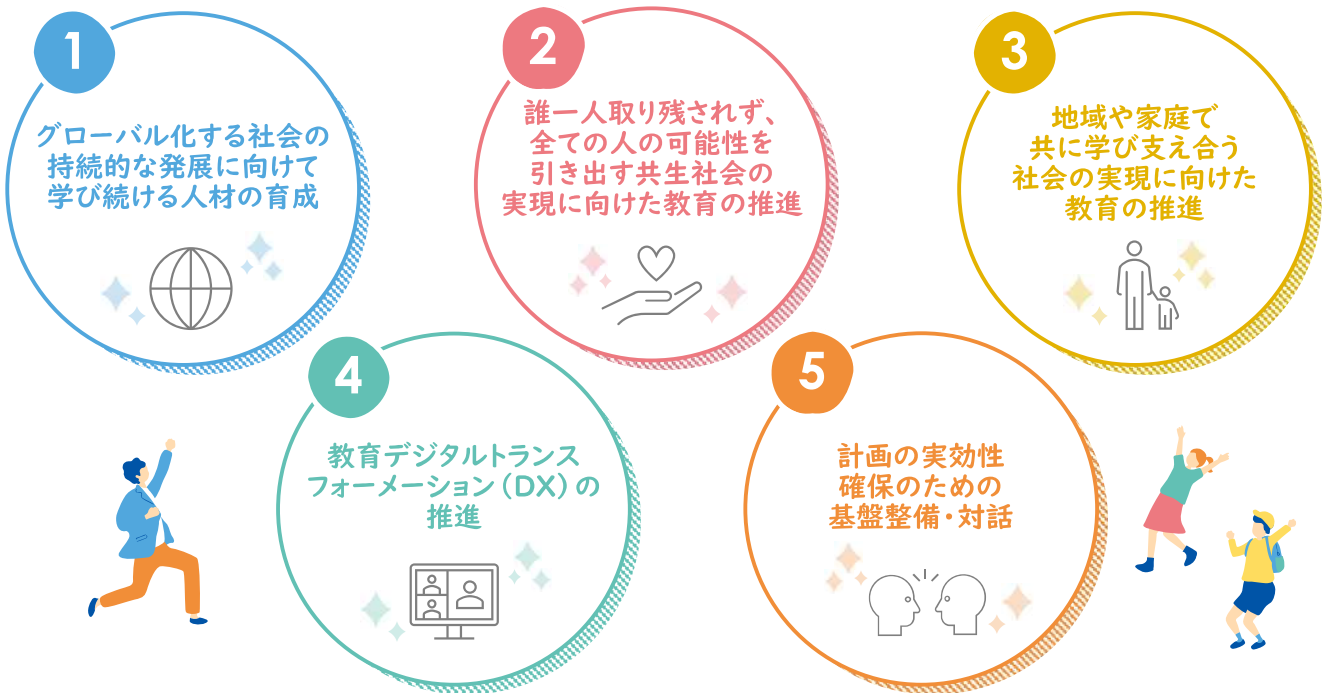 1
グローバル化する社会の
持続的な発展に向けて
学び続ける人材の育成
2
誰一人取り残されず、
全ての人の可能性を
引き出す共生社会の
実現に向けた教育の推進
3
地域や家庭で
共に学び支え合う
社会の実現に向けた
教育の推進
4
教育デジタルトランス
フォーメーション（DX）の
推進
5
計画の実効性
確保のための
基盤整備・対話